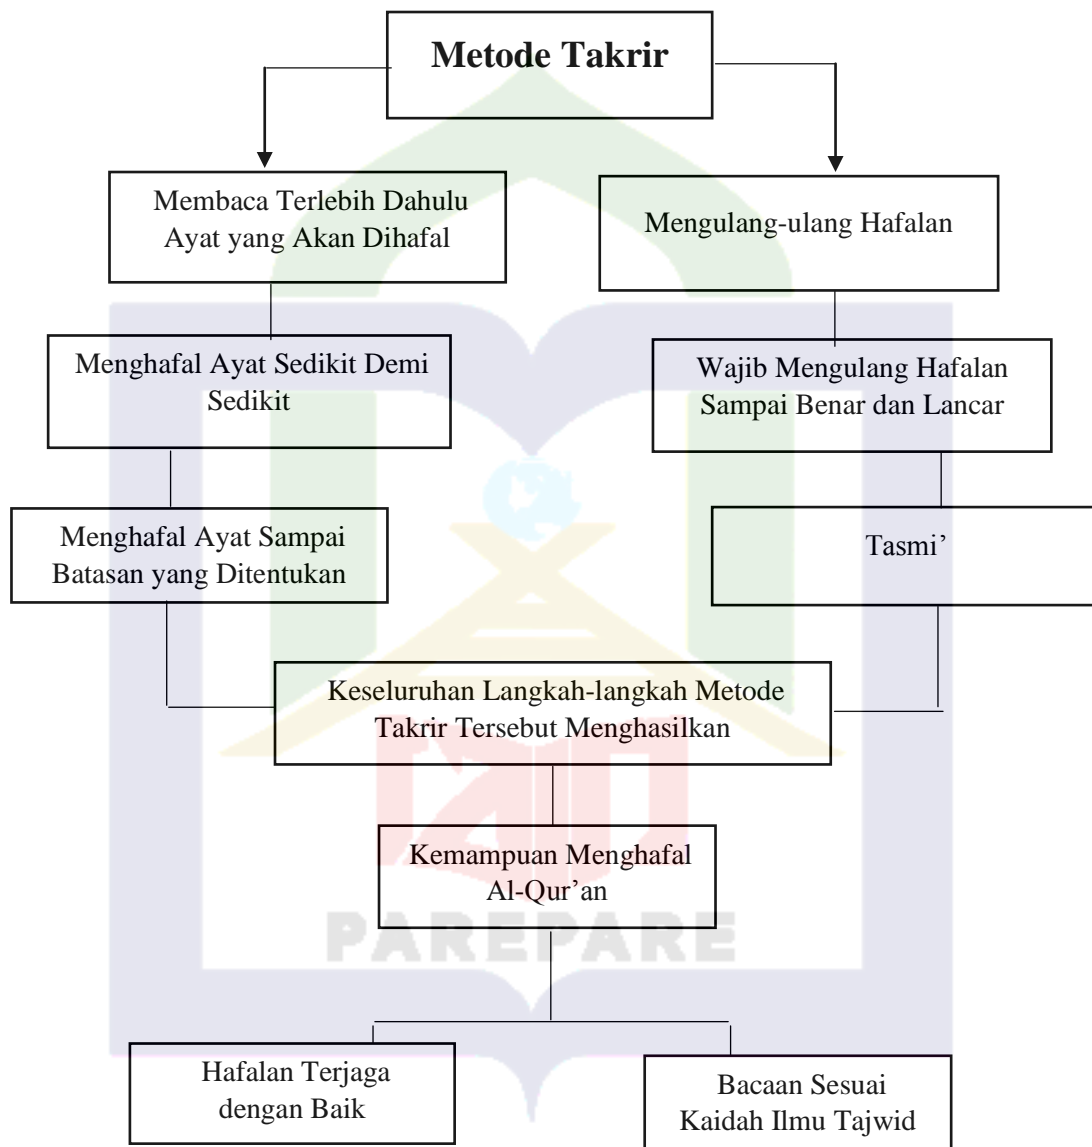 Metode Takrir
Membaca Terlebih Dahulu
Ayat yang Akan Dihafal
Mengulang-ulang Hafalan
Menghafal Ayat Sedikit Demi
Sedikit
Wajib Mengulang Hafalan
Sampai Benar dan Lancar
Menghafal Ayat Sampai
Batasan yang Ditentukan
Tasmi’
Keseluruhan Langkah-langkah Metode
Takrir Tersebut Menghasilkan
Kemampuan Menghafal
Al-Qur’an
PAREPARE
Hafalan Terjaga
dengan Baik
Bacaan Sesuai
Kaidah Ilmu Tajwid